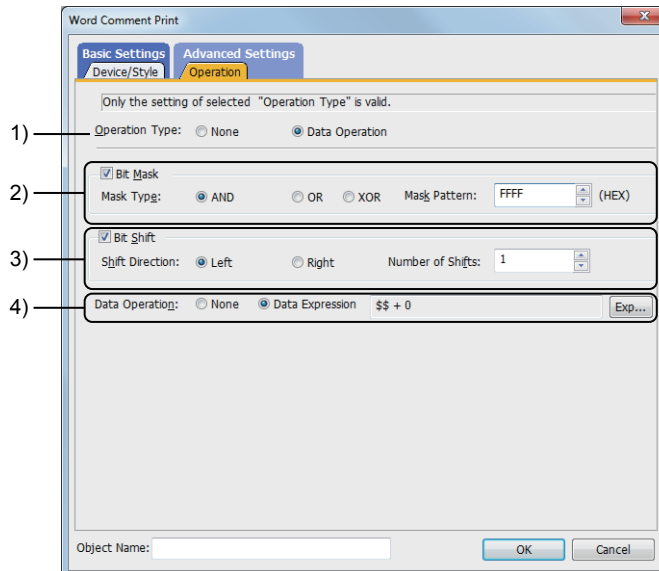 Word Comment Print
Basic Settings Advanced Settings
Device/Style Operation
Only the setting of selected "Operation Type" is valid.
1) Operation Type: None Data Operation
2) Bit Mask
Mask Type: AND OR XOR Mask Pattern: FFFF (HEX)
3) Bit Shift
Shift Direction: Left Right Number of Shifts: 1
4) Data Operation: None Data Expression $$ + 0 Exp...
Object Name: OK Cancel